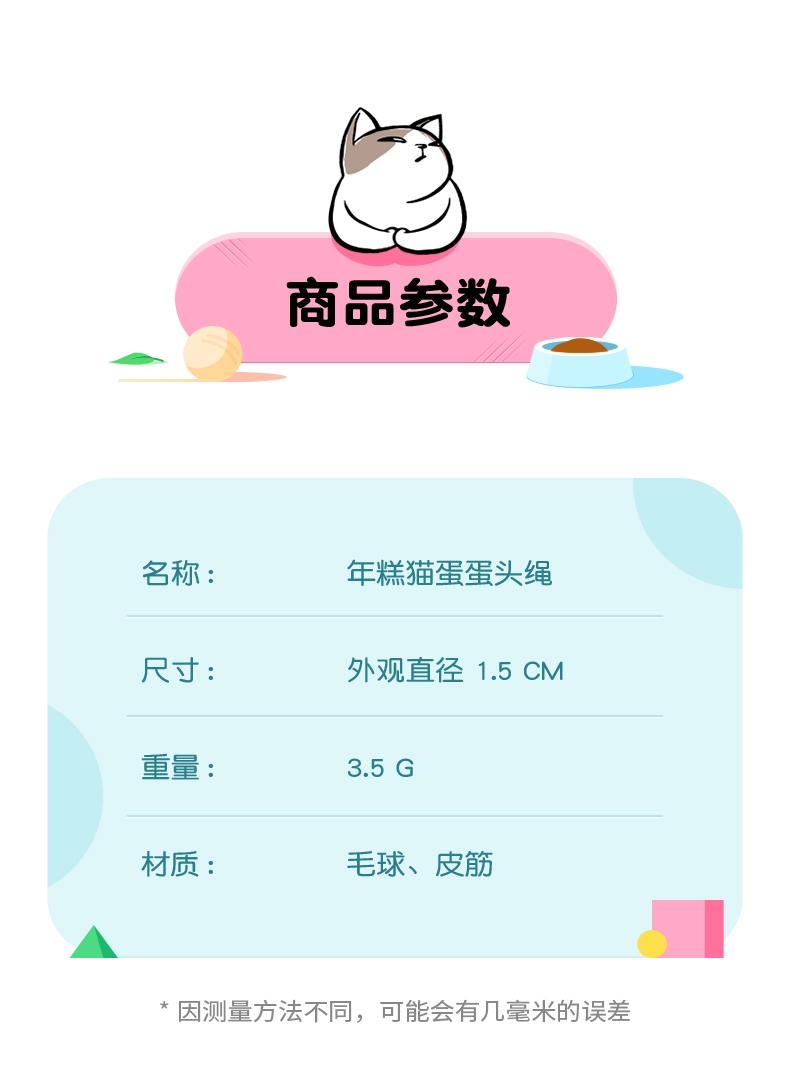 商品参数
名称: 年糕猫蛋蛋头绳
尺寸: 外观直径 1.5 CM
重量: 3.5 G
材质: 毛球、皮筋
* 因测量方法不同，可能会有几毫米的误差